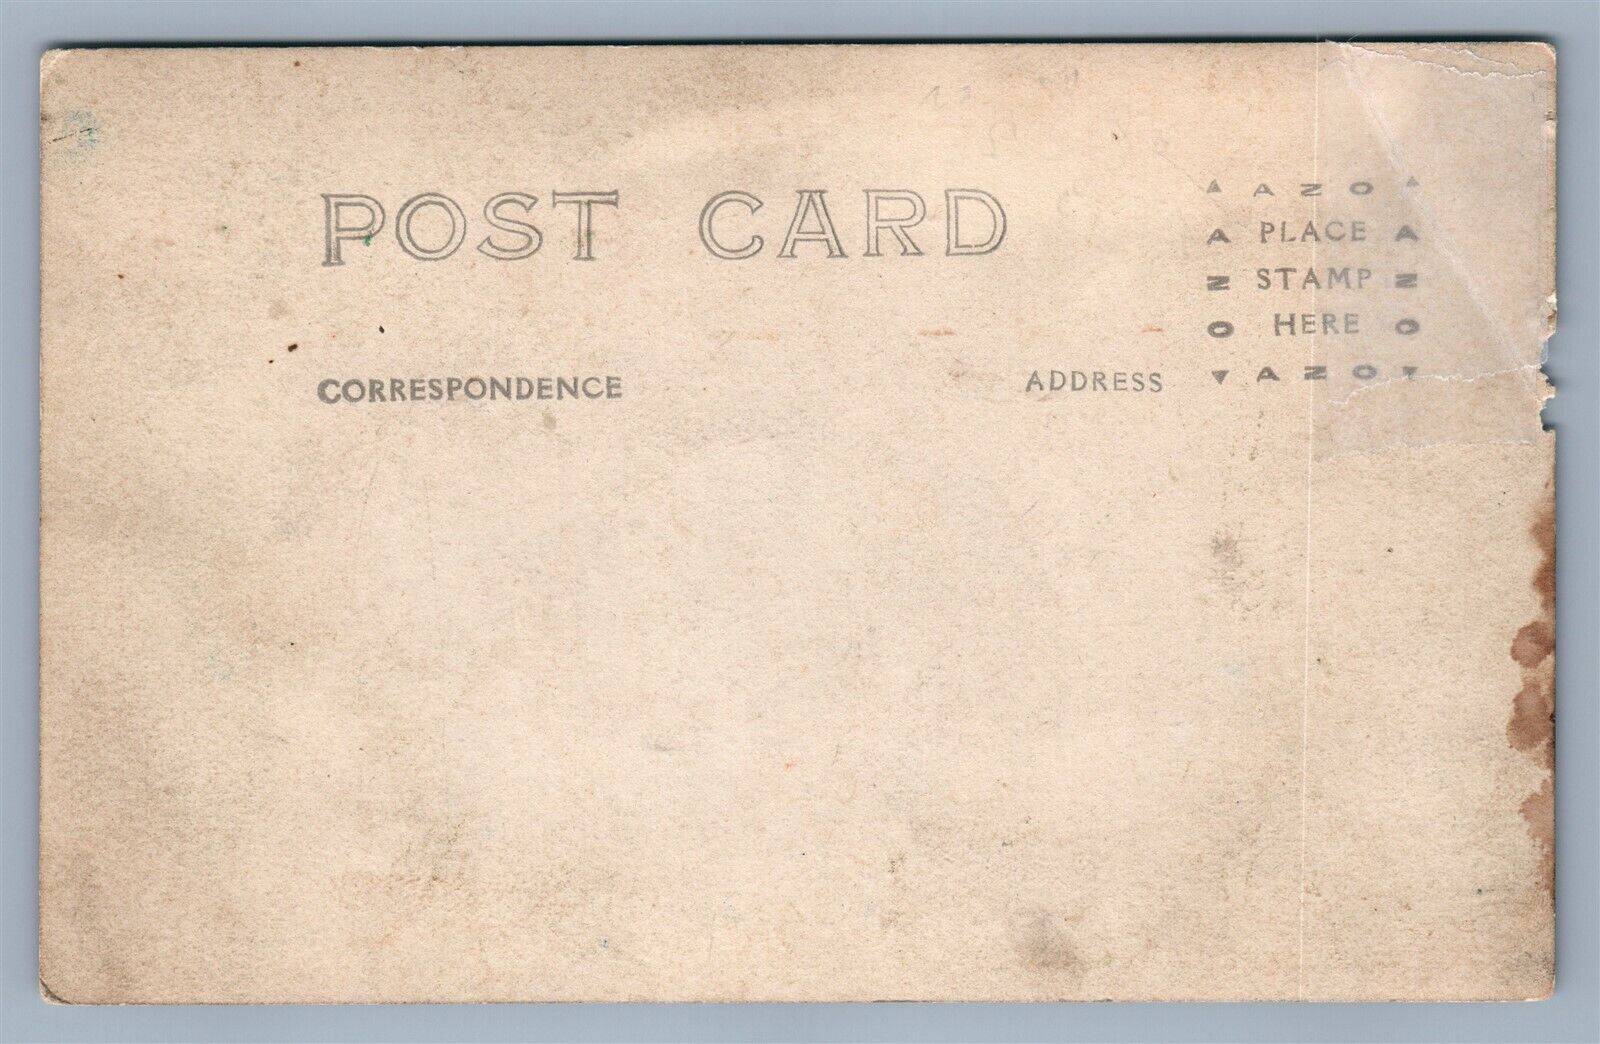 POST CARD
CORRESPONDENCE
ADDRESS
▲ AZO ▲
A PLACE A
Z STAMP Z
O HERE O
▼ AZO ▼